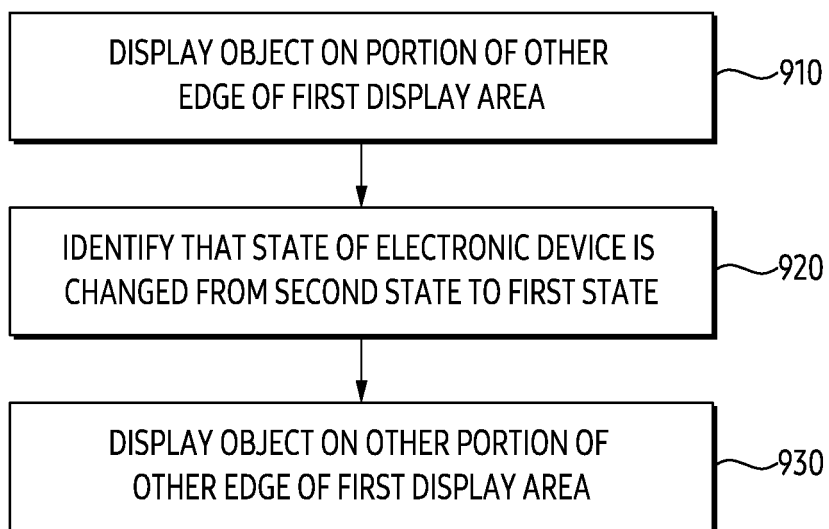 DISPLAY OBJECT ON PORTION OF OTHER
EDGE OF FIRST DISPLAY AREA
910
IDENTIFY THAT STATE OF ELECTRONIC DEVICE IS
CHANGED FROM SECOND STATE TO FIRST STATE
920
DISPLAY OBJECT ON OTHER PORTION OF
OTHER EDGE OF FIRST DISPLAY AREA
930